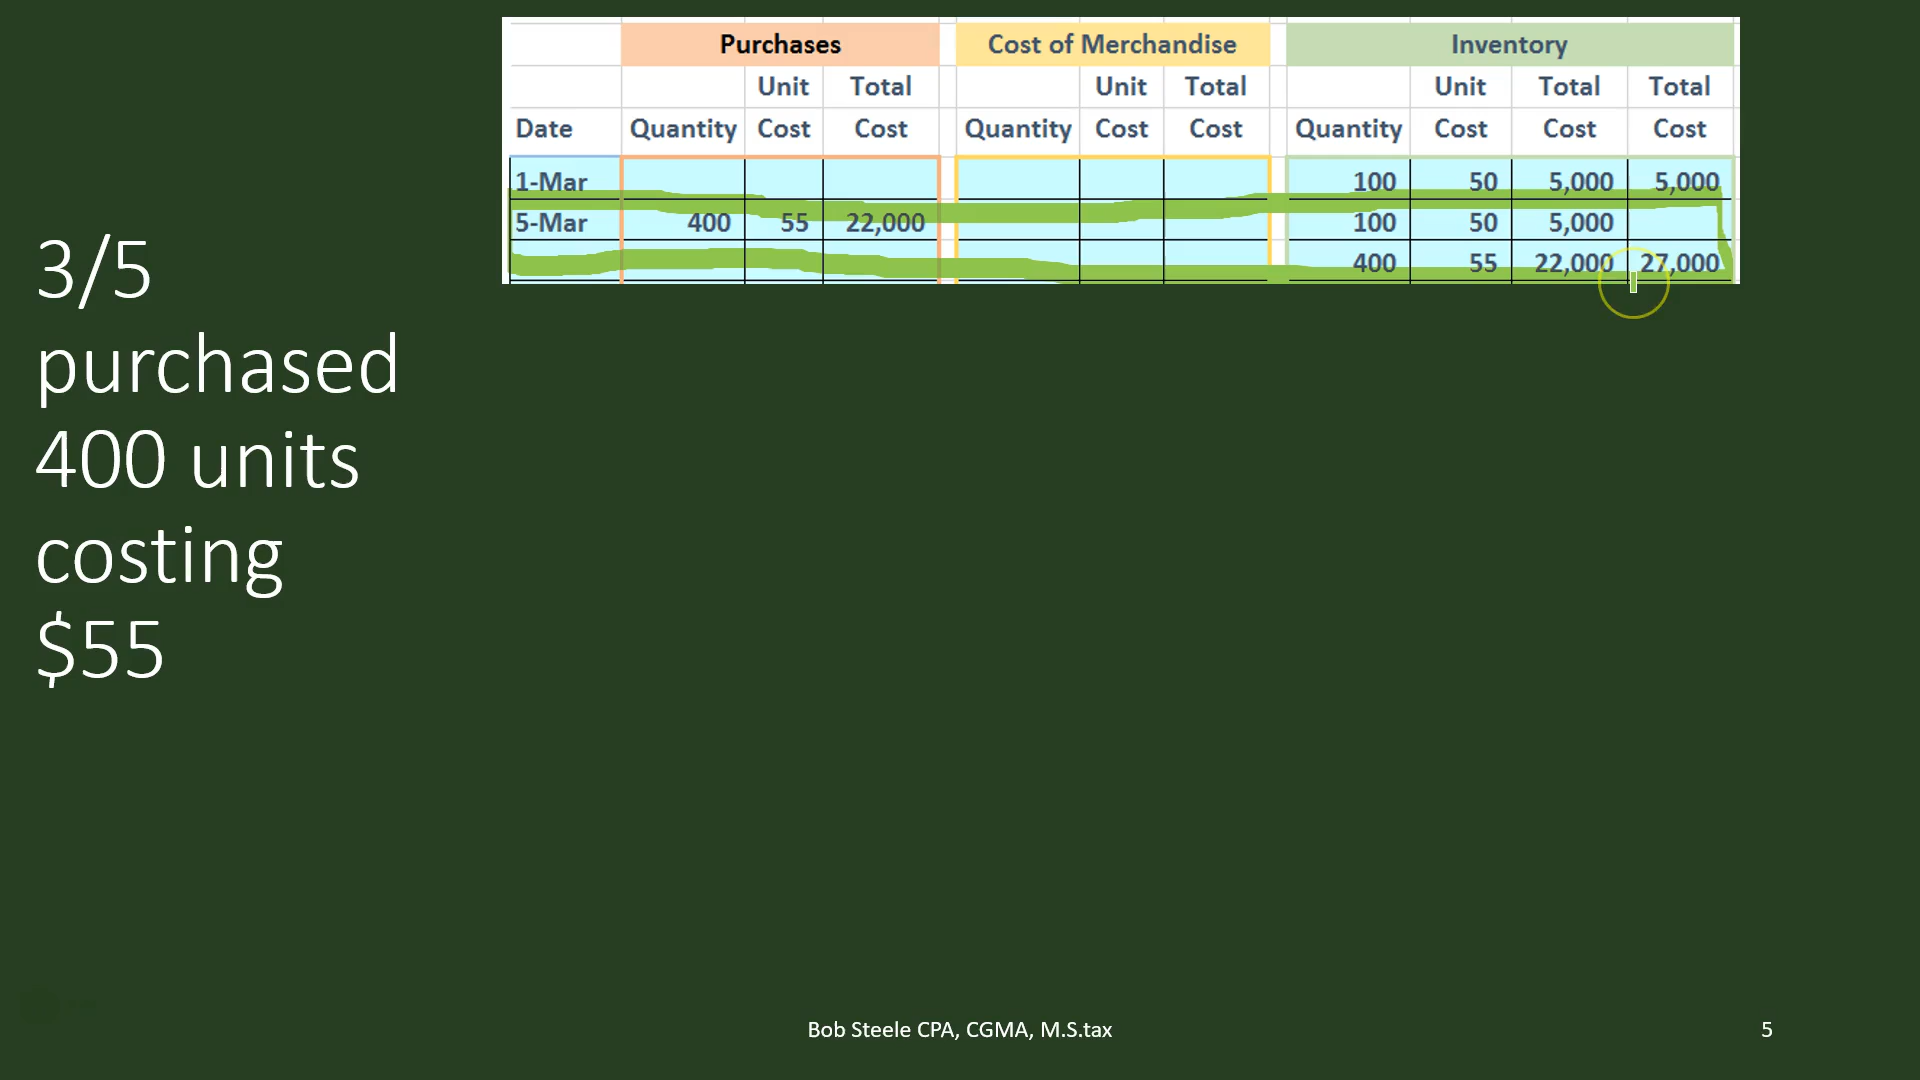 Purchases Cost of Merchandise Inventory
Unit Total Unit Total Unit Total Total
Date Quantity Cost Cost Quantity Cost Cost Quantity Cost Cost Cost
1-Mar 100 50 5,000 5,000
5-Mar 400 55 22,000 100 50 5,000
400 55 22,000 27,000
3/5
purchased
400 units
costing
$55
Bob Steele CPA, CGMA, M.S.tax 5